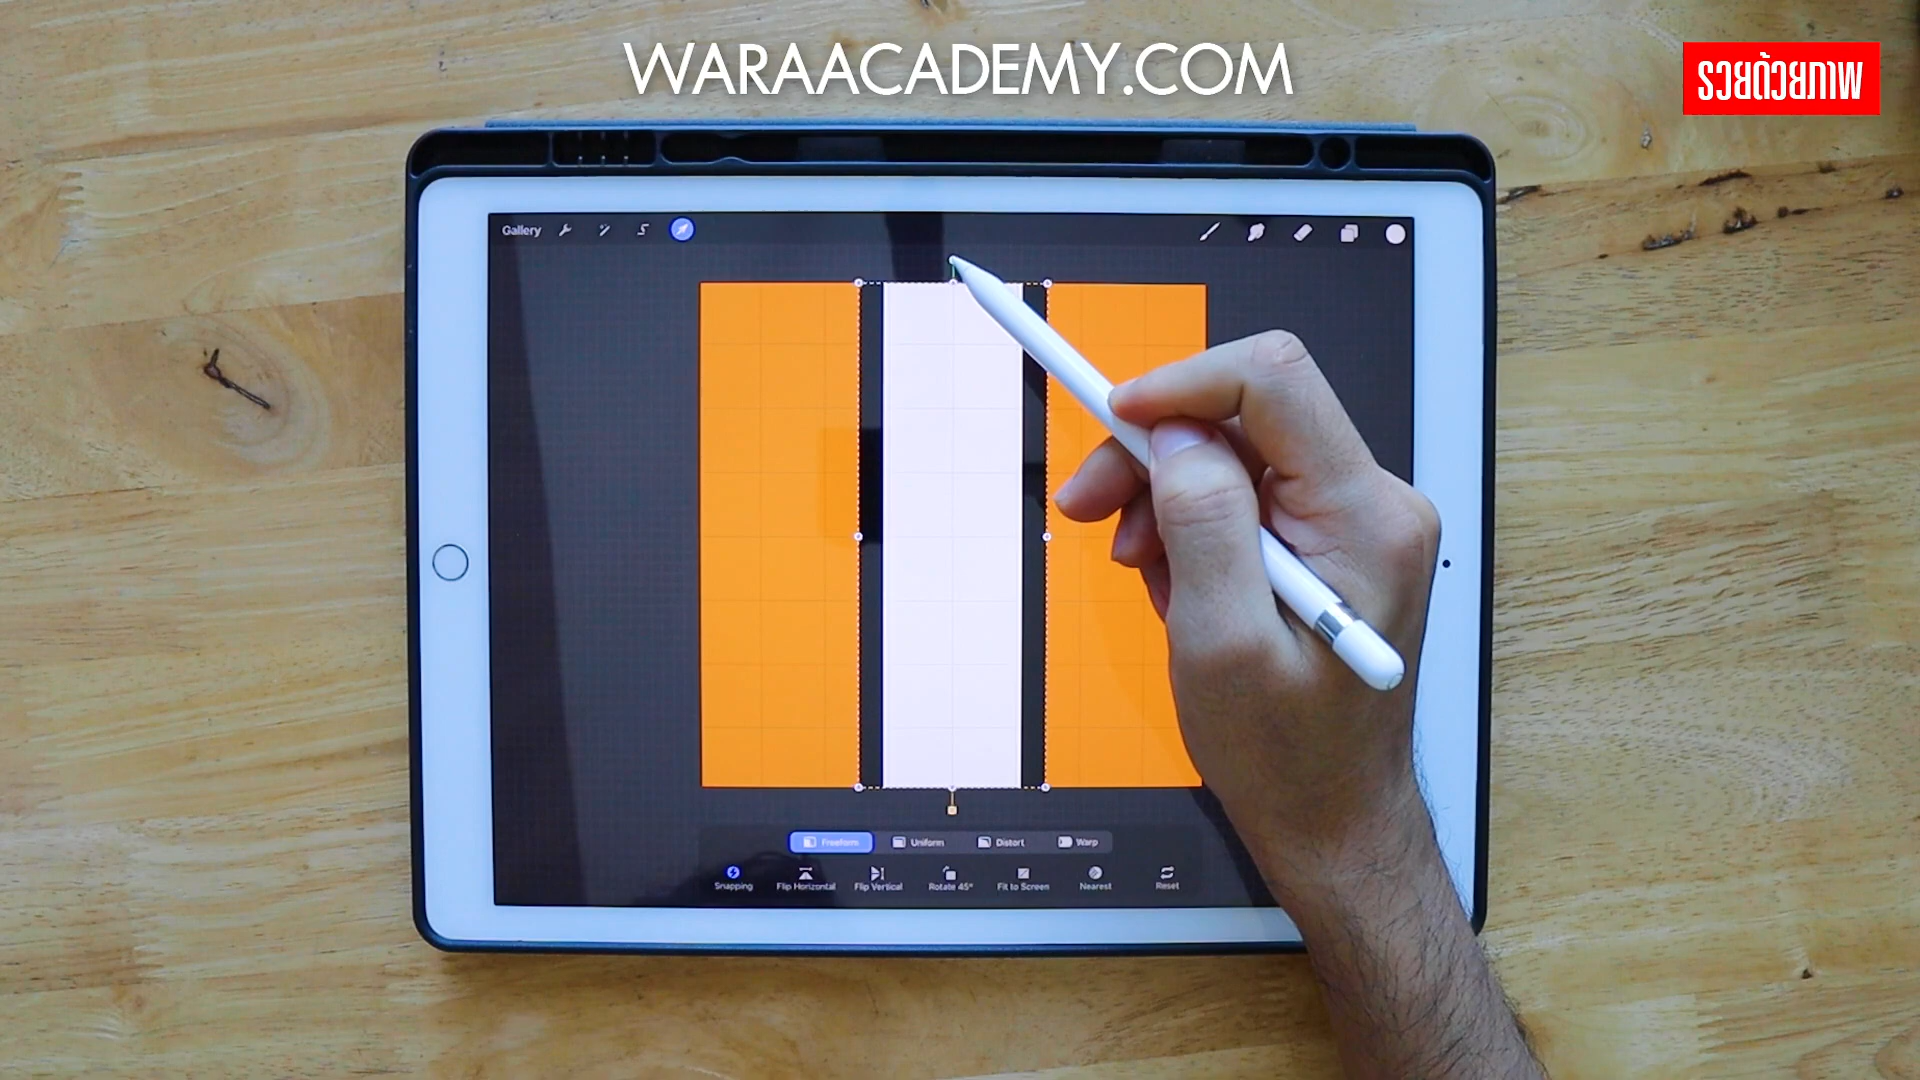 WARAACADEMY.COM
รวยด้วยภาพ
Gallery
Freeform Uniform Distort Warp
Snapping Flip Horizontal Flip Vertical Rotate 45° Fit to Screen Nearest Reset